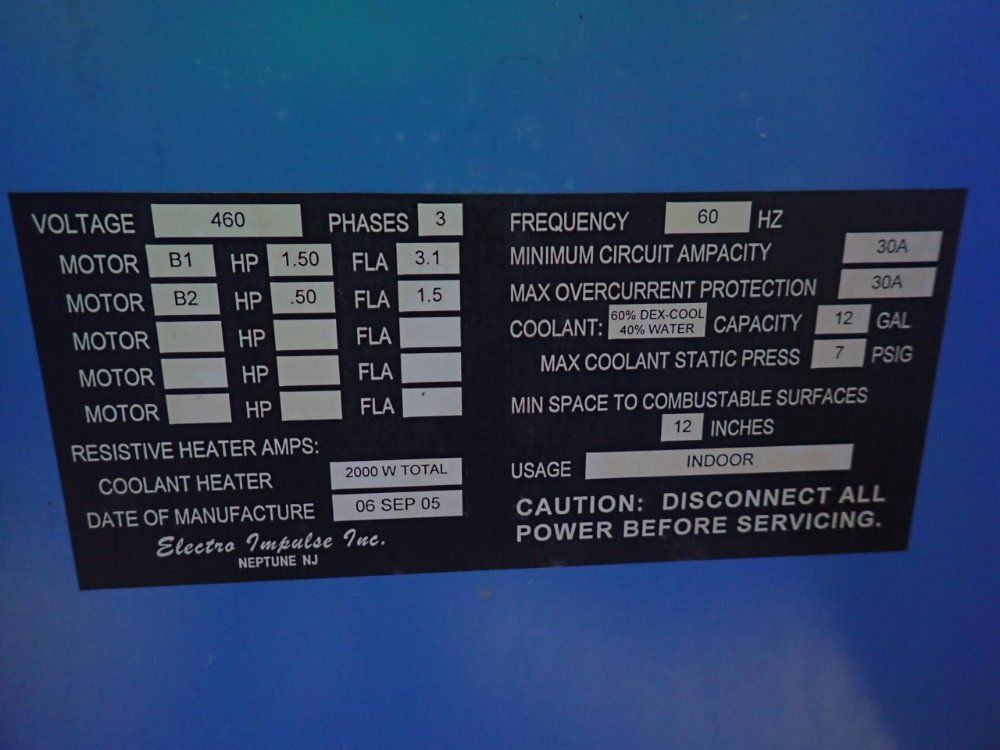 VOLTAGE 460 PHASES 3
MOTOR B1 HP 1.50 FLA 3.1
MOTOR B2 HP .50 FLA 1.5
MOTOR HP FLA
MOTOR HP FLA
MOTOR HP FLA
RESISTIVE HEATER AMPS:
COOLANT HEATER 2000 W TOTAL
DATE OF MANUFACTURE 06 SEP 05
Electro Impulse Inc.
NEPTUNE NJ
FREQUENCY 60 HZ
MINIMUM CIRCUIT AMPACITY 30A
MAX OVERCURRENT PROTECTION 30A
COOLANT: 60% DEX-COOL 40% WATER CAPACITY 12 GAL
MAX COOLANT STATIC PRESS 7 PSIG
MIN SPACE TO COMBUSTABLE SURFACES
12 INCHES
USAGE INDOOR
CAUTION: DISCONNECT ALL
POWER BEFORE SERVICING.